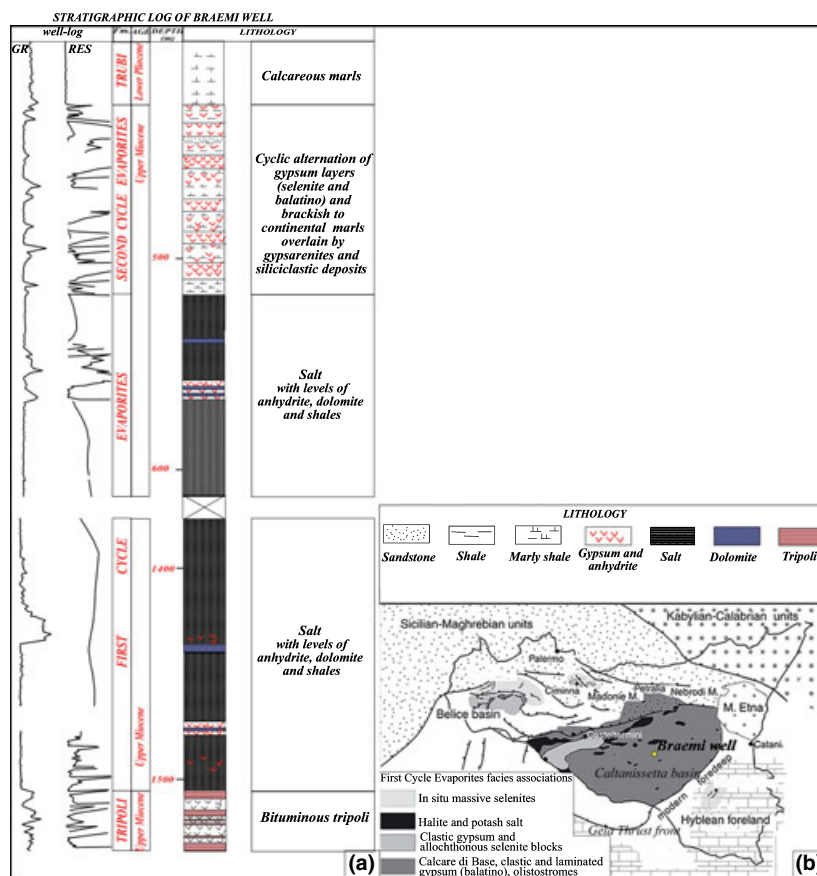 STRATIGRAPHIC LOG OF BRAEMI WELL
well-log
Fm.
AGE
DEPTH
(m)
LITHOLOGY
GR
RES
TRUBI
Lower Pliocene
Calcareous marls
SECOND CYCLE EVAPORITES
Upper Miocene
Cyclic alternation of
gypsum layers
(selenite and
balatino) and
brackish to
continental marls
overlain by
gypsarenites and
siliciclastic deposits
500
EVAPORITES
Salt
with levels of
anhydrite, dolomite
and shales
600
FIRST CYCLE
Upper Miocene
1400
Salt
with levels of
anhydrite, dolomite
and shales
1500
TRIPOLI
Upper Miocene
Bituminous tripoli
(a)
LITHOLOGY
Sandstone
Shale
Marly shale
Gypsum and
anhydrite
Salt
Dolomite
Tripoli
Sicilian-Maghrebian units
Kabylian-Calabrian units
Palermo
Ciminna
Madonie M.
Petralia
Nebrodi M.
M. Etna
Belice basin
Braemi well
Catani
Caltanissetta basin
modern foredeep
Hyblean foreland
Gela Thrust front
First Cycle Evaporites facies associations
In situ massive selenites
Halite and potash salt
Clastic gypsum and
allochthonous selenite blocks
Calcare di Base, clastic and laminated
gypsum (balatino), olistostromes
(b)